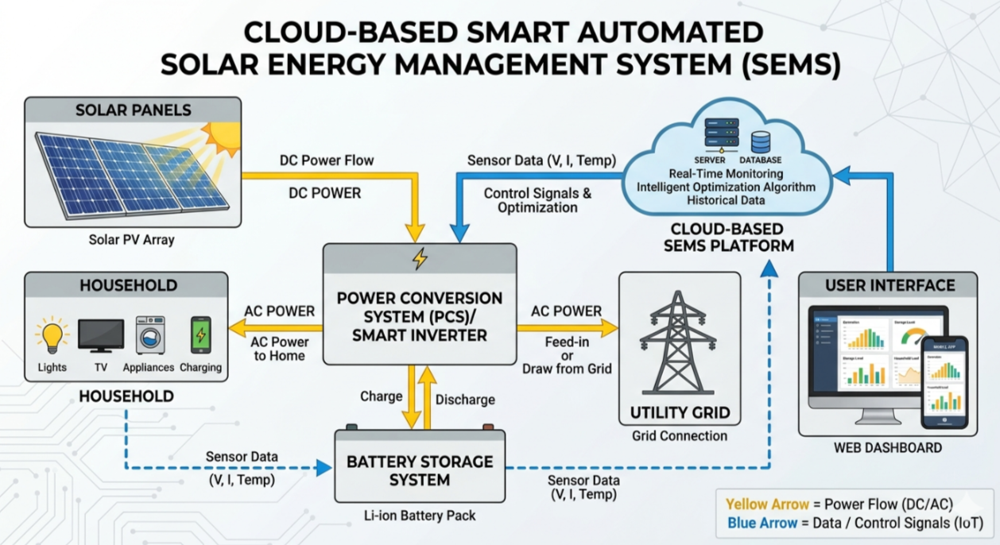 CLOUD-BASED SMART AUTOMATED
SOLAR ENERGY MANAGEMENT SYSTEM (SEMS)
SOLAR PANELS
Solar PV Array
DC Power Flow
DC POWER
Sensor Data (V, I, Temp)
Control Signals &
Optimization
SERVER
DATABASE
Real-Time Monitoring
Intelligent Optimization Algorithm
Historical Data
CLOUD-BASED
SEMS PLATFORM
HOUSEHOLD
Lights
TV
Appliances
Charging
HOUSEHOLD
AC POWER
AC Power
to Home
POWER CONVERSION
SYSTEM (PCS)/
SMART INVERTER
AC POWER
Feed-in
or
Draw from Grid
UTILITY GRID
Grid Connection
USER INTERFACE
Generation
Storage Level
Storage Level
Household Load
MOBILE APP
Generation
Household Load
WEB DASHBOARD
Charge
Discharge
BATTERY STORAGE
SYSTEM
Li-ion Battery Pack
Sensor Data
(V, I, Temp)
Sensor Data
(V, I, Temp)
Yellow Arrow = Power Flow (DC/AC)
Blue Arrow = Data / Control Signals (IoT)